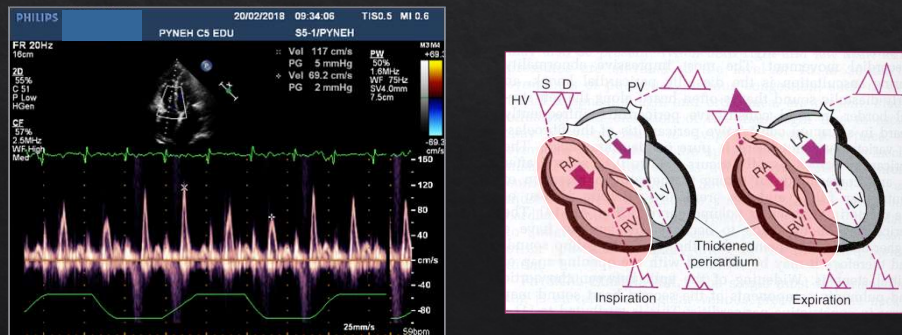 PHILIPS
20/02/2018 09:34:06 TIS0.5 MI 0.6
PYNEH C5 EDU S5-1/PYNEH
FR 20Hz
16cm
2D
55%
C 51
P Low
HGen
CF
57%
2.5MHz
WF High
Med
Vel 117 cm/s
PG 5 mmHg
Vel 69.2 cm/s
PG 2 mmHg
PW
50%
1.6MHz
WF 75Hz
SV4.0mm
7.5cm
M3 M4
+69.3
-69.3
cm/s
160
120
80
40
cm/s
-40
-80
25mm/s
59bpm
S D
HV
PV
LA
RA
LV
RV
LA
RA
LV
RV
Thickened
pericardium
Inspiration
Expiration